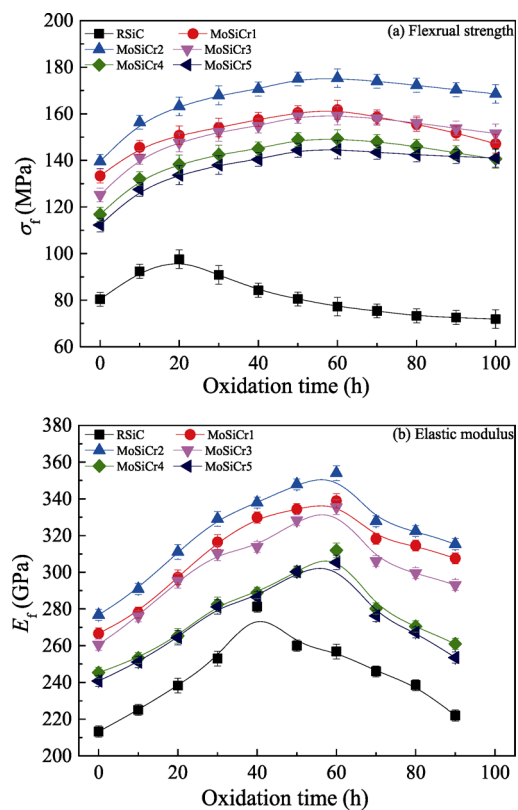 (a) Flexrual strength
RSiC MoSiCr1
MoSiCr2 MoSiCr3
MoSiCr4 MoSiCr5
200
180
160
140
120
100
80
60
σf (MPa)
0 20 40 60 80 100
Oxidation time (h)
(b) Elastic modulus
RSiC MoSiCr1
MoSiCr2 MoSiCr3
MoSiCr4 MoSiCr5
380
360
340
320
300
280
260
240
220
200
Ef (GPa)
0 20 40 60 80 100
Oxidation time (h)